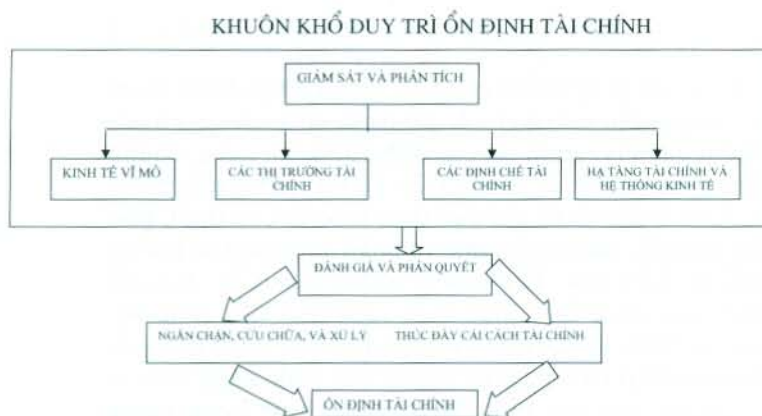 KHUÔN KHỔ DUY TRÌ ỔN ĐỊNH TÀI CHÍNH
GIÁM SÁT VÀ PHÂN TÍCH
KINH TẾ VĨ MÔ
CÁC THỊ TRƯỜNG TÀI
CHÍNH
CÁC ĐỊNH CHẾ TÀI
CHÍNH
HẠ TẦNG TÀI CHÍNH VÀ
HỆ THỐNG KINH TẾ
ĐÁNH GIÁ VÀ PHÁN QUYẾT
NGĂN CHẶN, CỨU CHỮA, VÀ XỬ LÝ
THÚC ĐẨY CẢI CÁCH TÀI CHÍNH
ỔN ĐỊNH TÀI CHÍNH